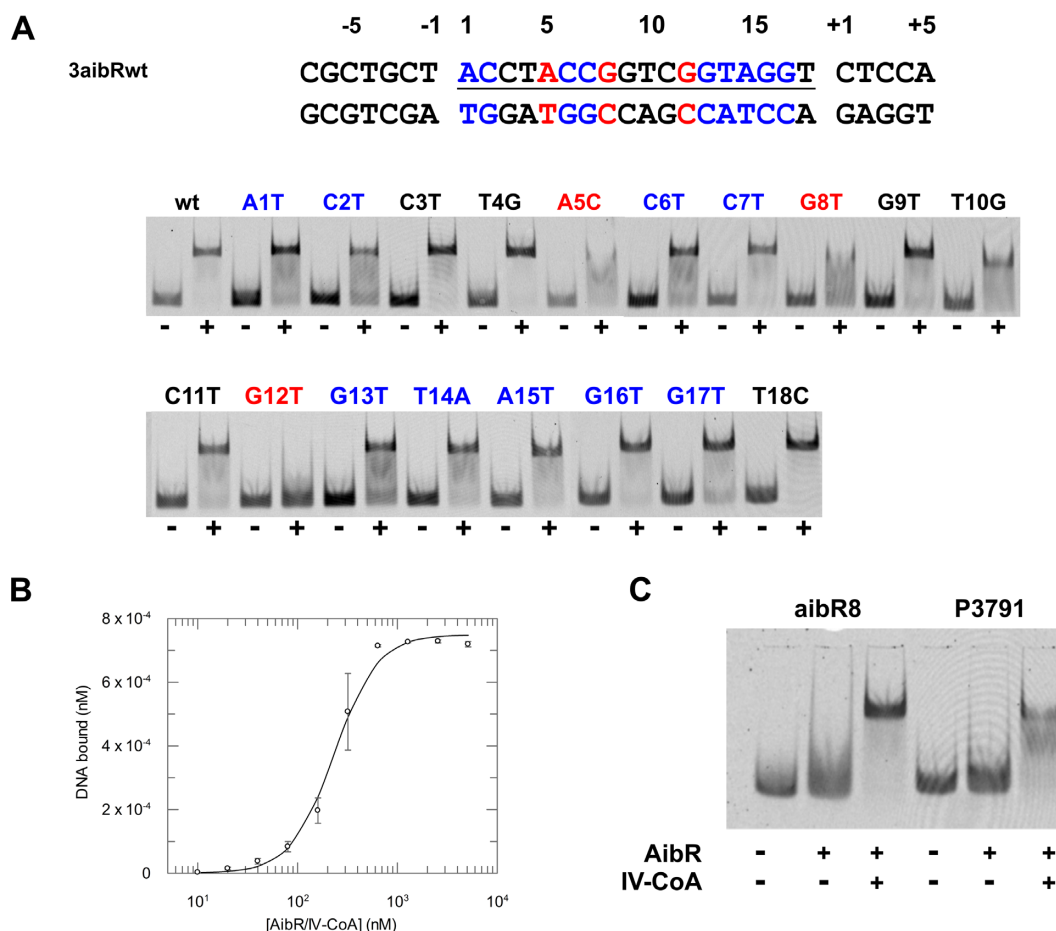 A
-5 -1 1 5 10 15 +1 +5
3aibRwt CGCTGCT ACCTACCGGTCGGTAGGT CTCCA
GCGTCGA TGGATGGCCAGCCATCCA GAGGT
wt A1T C2T C3T T4G A5C C6T C7T G8T G9T T10G
- + - + - + - + - + - + - + - + - + - + - +
C11T G12T G13T T14A A15T G16T G17T T18C
- + - + - + - + - + - + - + - +
B
8 x 10⁻⁴
6 x 10⁻⁴
4 x 10⁻⁴
2 x 10⁻⁴
0
DNA bound (nM)
10¹ 10² 10³ 10⁴
[AibR/IV-CoA] (nM)
C
aibR8 P3791
AibR - + + - + +
IV-CoA - - + - - +